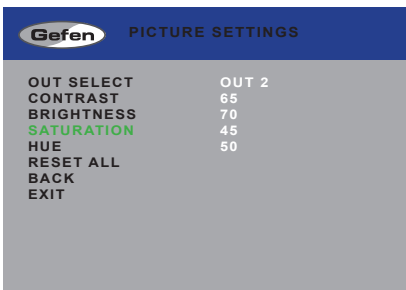 Gefen PICTURE SETTINGS
OUT SELECT OUT 2
CONTRAST 65
BRIGHTNESS 70
SATURATION 45
HUE 50
RESET ALL
BACK
EXIT